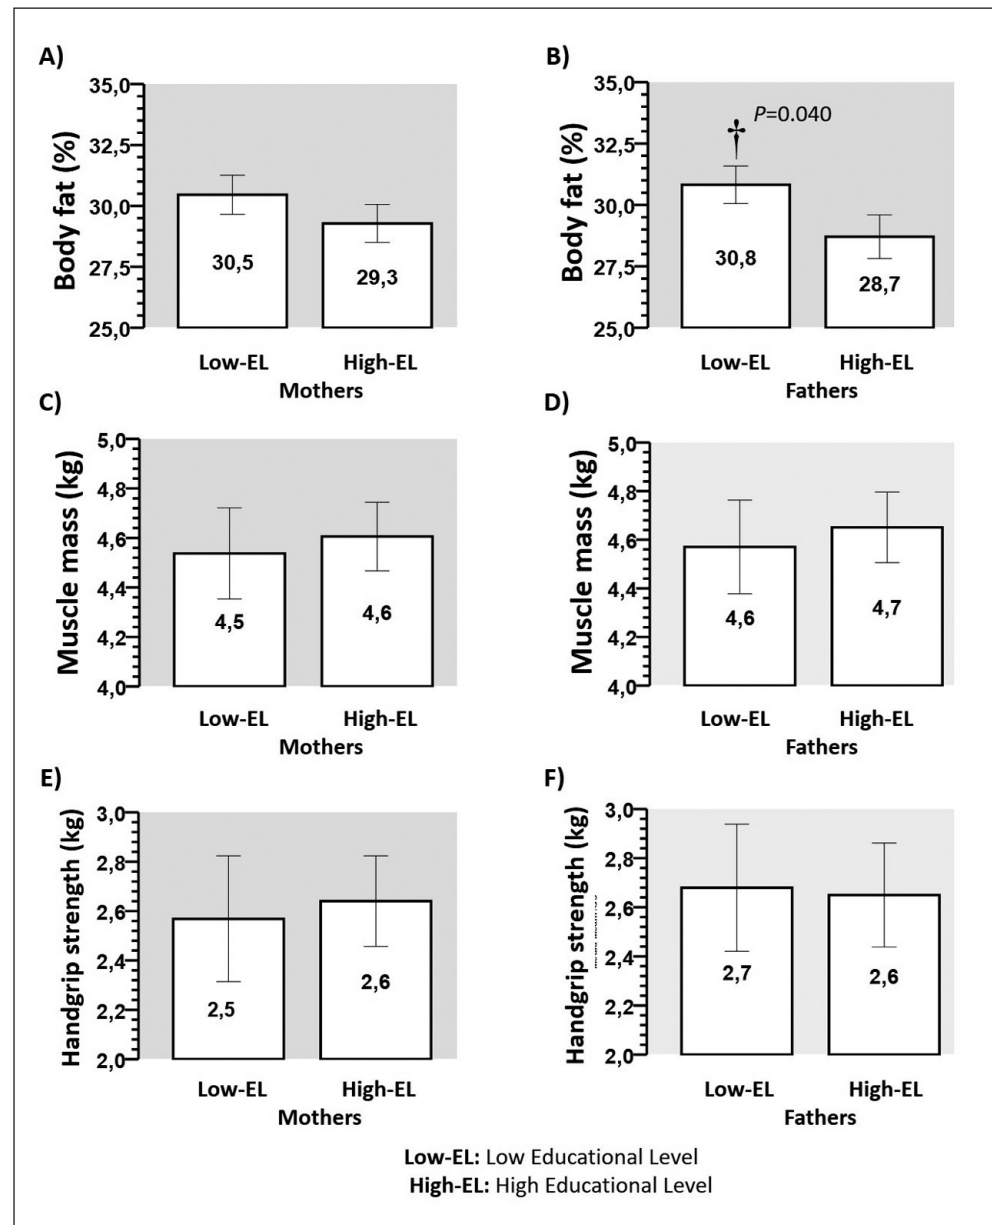 A)
35,0
32,5
30,0
27,5
25,0
Body fat (%)
30,5
29,3
Low-EL High-EL
Mothers
B)
35,0
32,5
30,0
27,5
25,0
Body fat (%)
† P=0.040
30,8
28,7
Low-EL High-EL
Fathers
C)
5,0
4,8
4,6
4,4
4,2
4,0
Muscle mass (kg)
4,5
4,6
Low-EL High-EL
Mothers
D)
5,0
4,8
4,6
4,4
4,2
4,0
Muscle mass (kg)
4,6
4,7
Low-EL High-EL
Fathers
E)
3,0
2,8
2,6
2,4
2,2
2,0
Handgrip strength (kg)
2,5
2,6
Low-EL High-EL
Mothers
F)
3,0
2,8
2,6
2,4
2,2
2,0
Handgrip strength (kg)
2,7
2,6
Low-EL High-EL
Fathers
Low-EL: Low Educational Level
High-EL: High Educational Level